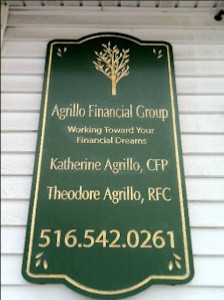 Agrillo Financial Group
Working Toward Your
Financial Dreams
Katherine Agrillo, CFP
Theodore Agrillo, RFC
516.542.0261